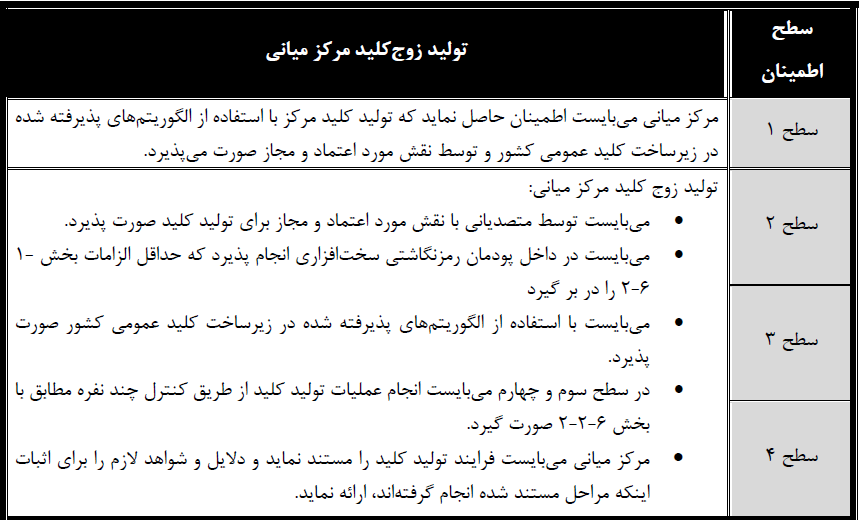 سطح
اطمینان
تولید زوج‌کلید مرکز میانی
سطح ۱
مرکز میانی می‌بایست اطمینان حاصل نماید که تولید کلید مرکز با استفاده از الگوریتم‌های پذیرفته شده
در زیرساخت کلید عمومی کشور و توسط نقش مورد اعتماد و مجاز صورت می‌پذیرد.
سطح ۲
سطح ۳
سطح ۴
تولید زوج کلید مرکز میانی:
• می‌بایست توسط متصدیانی با نقش مورد اعتماد و مجاز برای تولید کلید صورت پذیرد.
• می‌بایست در داخل پودمان رمزنگاشتی سخت‌افزاری انجام پذیرد که حداقل الزامات بخش ۱-
۲-۶ را در بر گیرد
• می‌بایست با استفاده از الگوریتم‌های پذیرفته شده در زیرساخت کلید عمومی کشور صورت
پذیرد.
• در سطح سوم و چهارم می‌بایست انجام عملیات تولید کلید از طریق کنترل چند نفره مطابق با
بخش ۶-۲-۲ صورت گیرد.
• مرکز میانی می‌بایست فرایند تولید کلید را مستند نماید و دلایل و شواهد لازم را برای اثبات
اینکه مراحل مستند شده انجام گرفته‌اند، ارائه نماید.